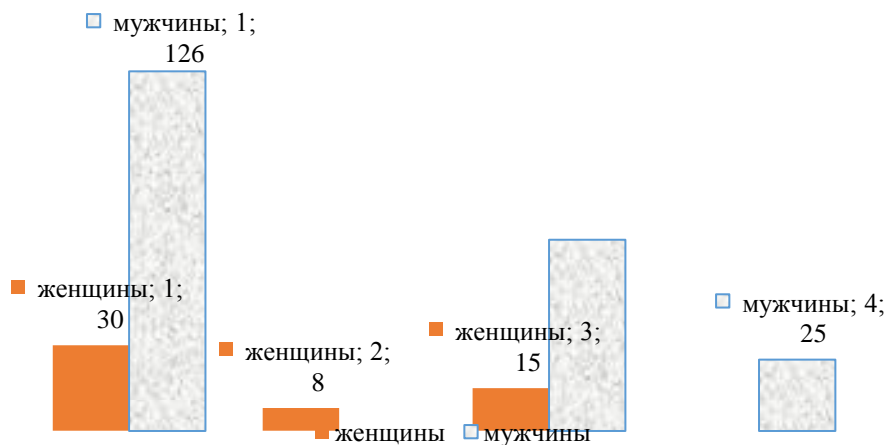 мужчины; 1;
126
женщины; 1;
30
женщины; 2;
8
женщины; 3;
15
мужчины; 4;
25
женщины мужчины